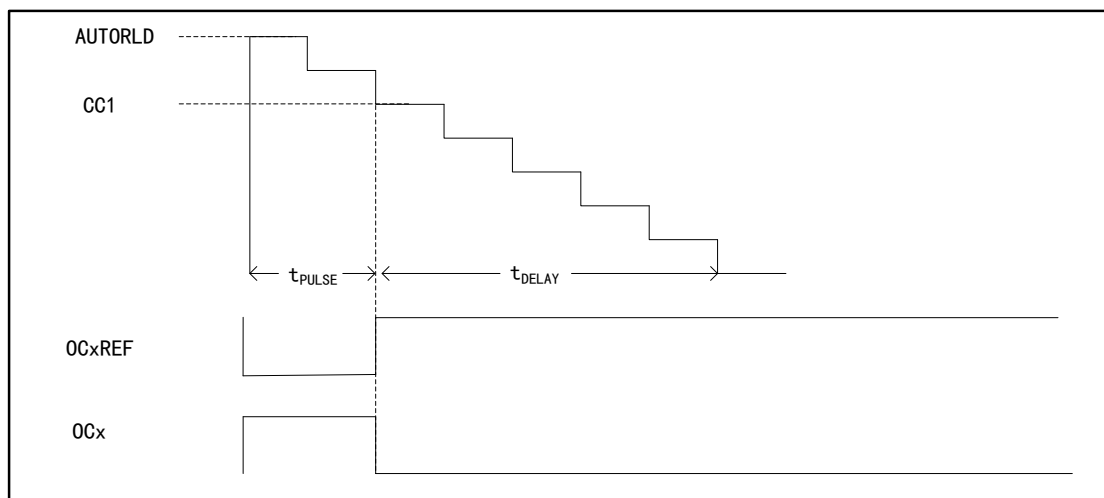 AUTORLD
CC1
tPULSE
tDELAY
OCxREF
OCx